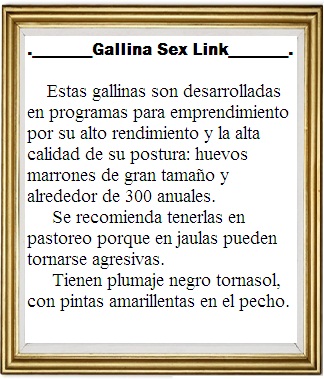 ._______Gallina Sex Link_______.
Estas gallinas son desarrolladas
en programas para emprendimiento
por su alto rendimiento y la alta
calidad de su postura: huevos
marrones de gran tamaño y
alrededor de 300 anuales.
Se recomienda tenerlas en
pastoreo porque en jaulas pueden
tornarse agresivas.
Tienen plumaje negro tornasol,
con pintas amarillentas en el pecho.